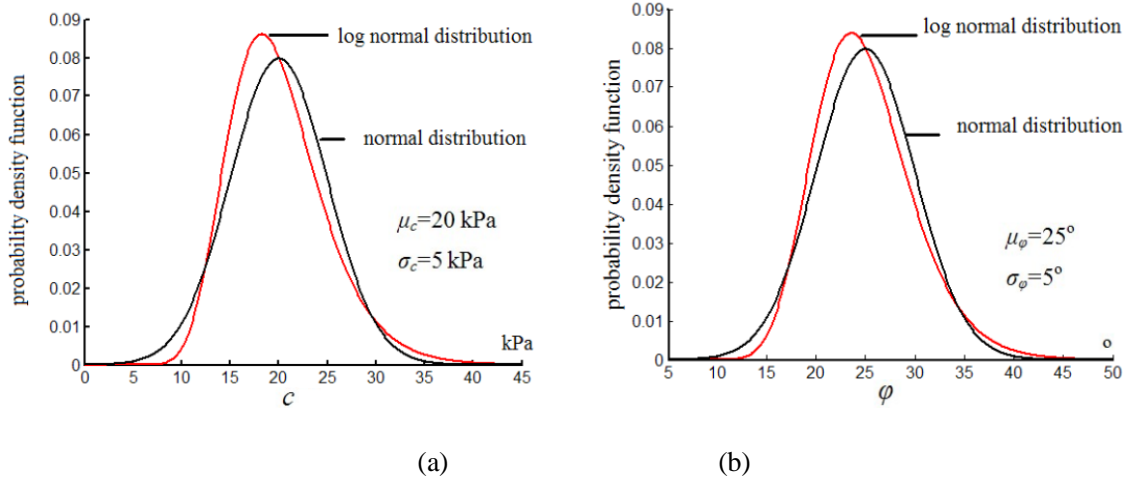 0.09
0.08
0.07
0.06
0.05
0.04
0.03
0.02
0.01
0
probability density function
log normal distribution
normal distribution
μc=20 kPa
σc=5 kPa
kPa
0 5 10 15 20 25 30 35 40 45
c
(a)
0.09
0.08
0.07
0.06
0.05
0.04
0.03
0.02
0.01
0
probability density function
log normal distribution
normal distribution
μφ=25°
σφ=5°
°
5 10 15 20 25 30 35 40 45 50
φ
(b)